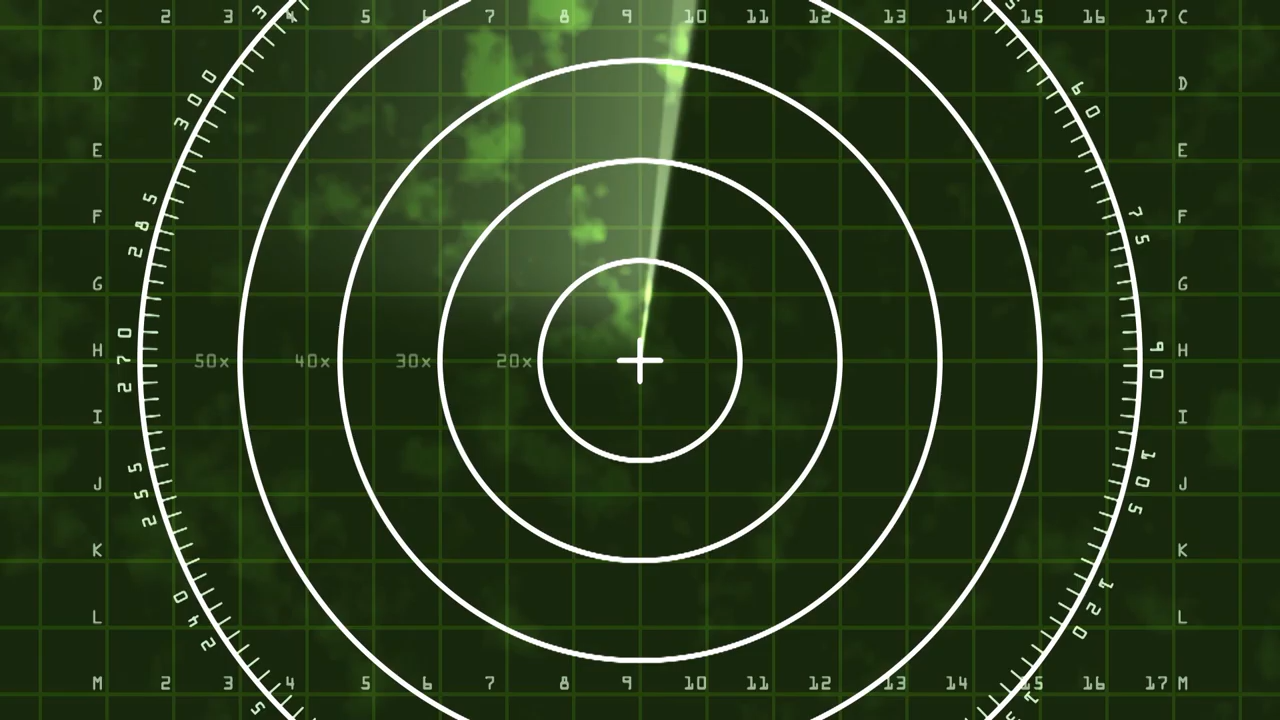 C 2 3 4 5 6 7 8 9 10 11 12 13 14 15 16 17 C
D D
300 60
E E
F F
285 75
G G
H 270 50x 40x 30x 20x 90 H
I I
255 105
J J
K K
240 120
L L
M 2 3 4 5 6 7 8 9 10 11 12 13 14 15 16 17 M